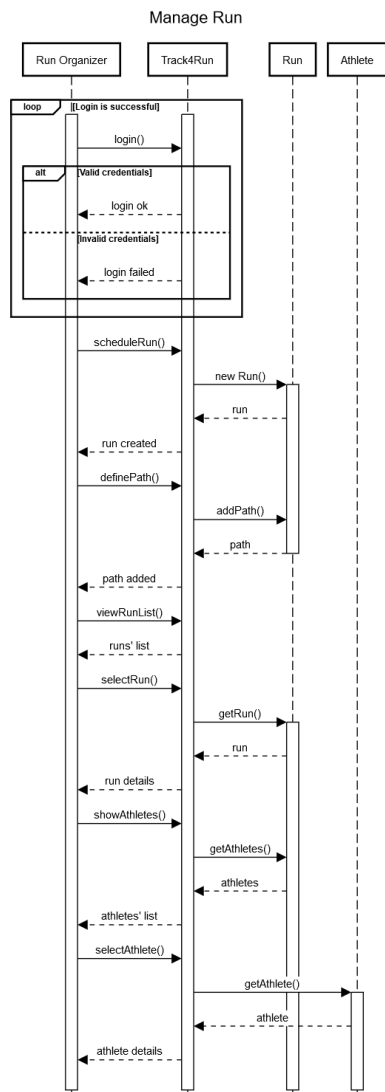 Manage Run
Run Organizer Track4Run Run Athlete
loop [Login is successful]
login()
alt [Valid credentials]
login ok
[Invalid credentials]
login failed
scheduleRun()
new Run()
run
run created
definePath()
addPath()
path
path added
viewRunList()
runs' list
selectRun()
getRun()
run
run details
showAthletes()
getAthletes()
athletes
athletes' list
selectAthlete()
getAthlete()
athlete
athlete details